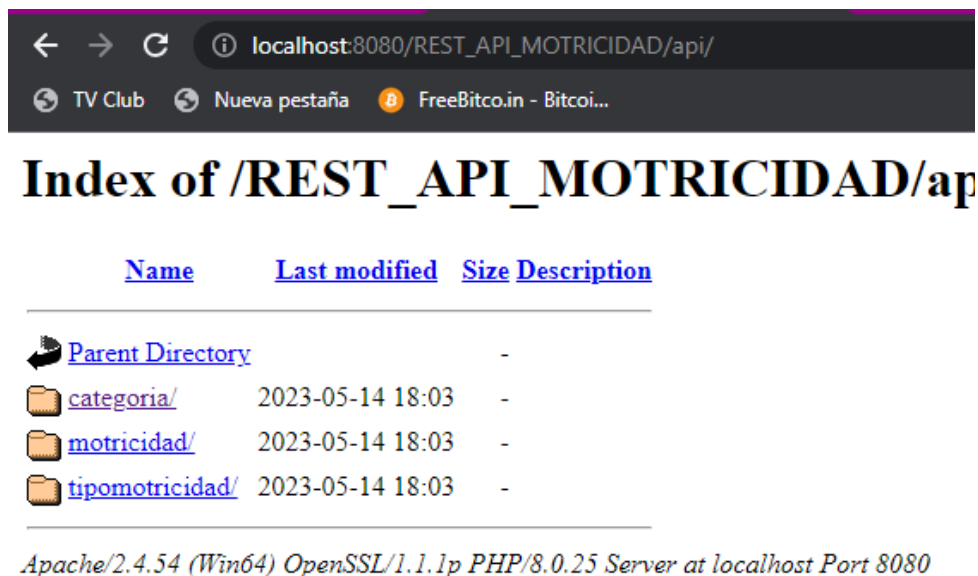 localhost:8080/REST_API_MOTRICIDAD/api/
TV Club Nueva pestaña FreeBitco.in - Bitcoi...
Index of /REST_API_MOTRICIDAD/ap
Name Last modified Size Description
Parent Directory -
categoria/ 2023-05-14 18:03 -
motricidad/ 2023-05-14 18:03 -
tipomotricidad/ 2023-05-14 18:03 -
Apache/2.4.54 (Win64) OpenSSL/1.1.1p PHP/8.0.25 Server at localhost Port 8080